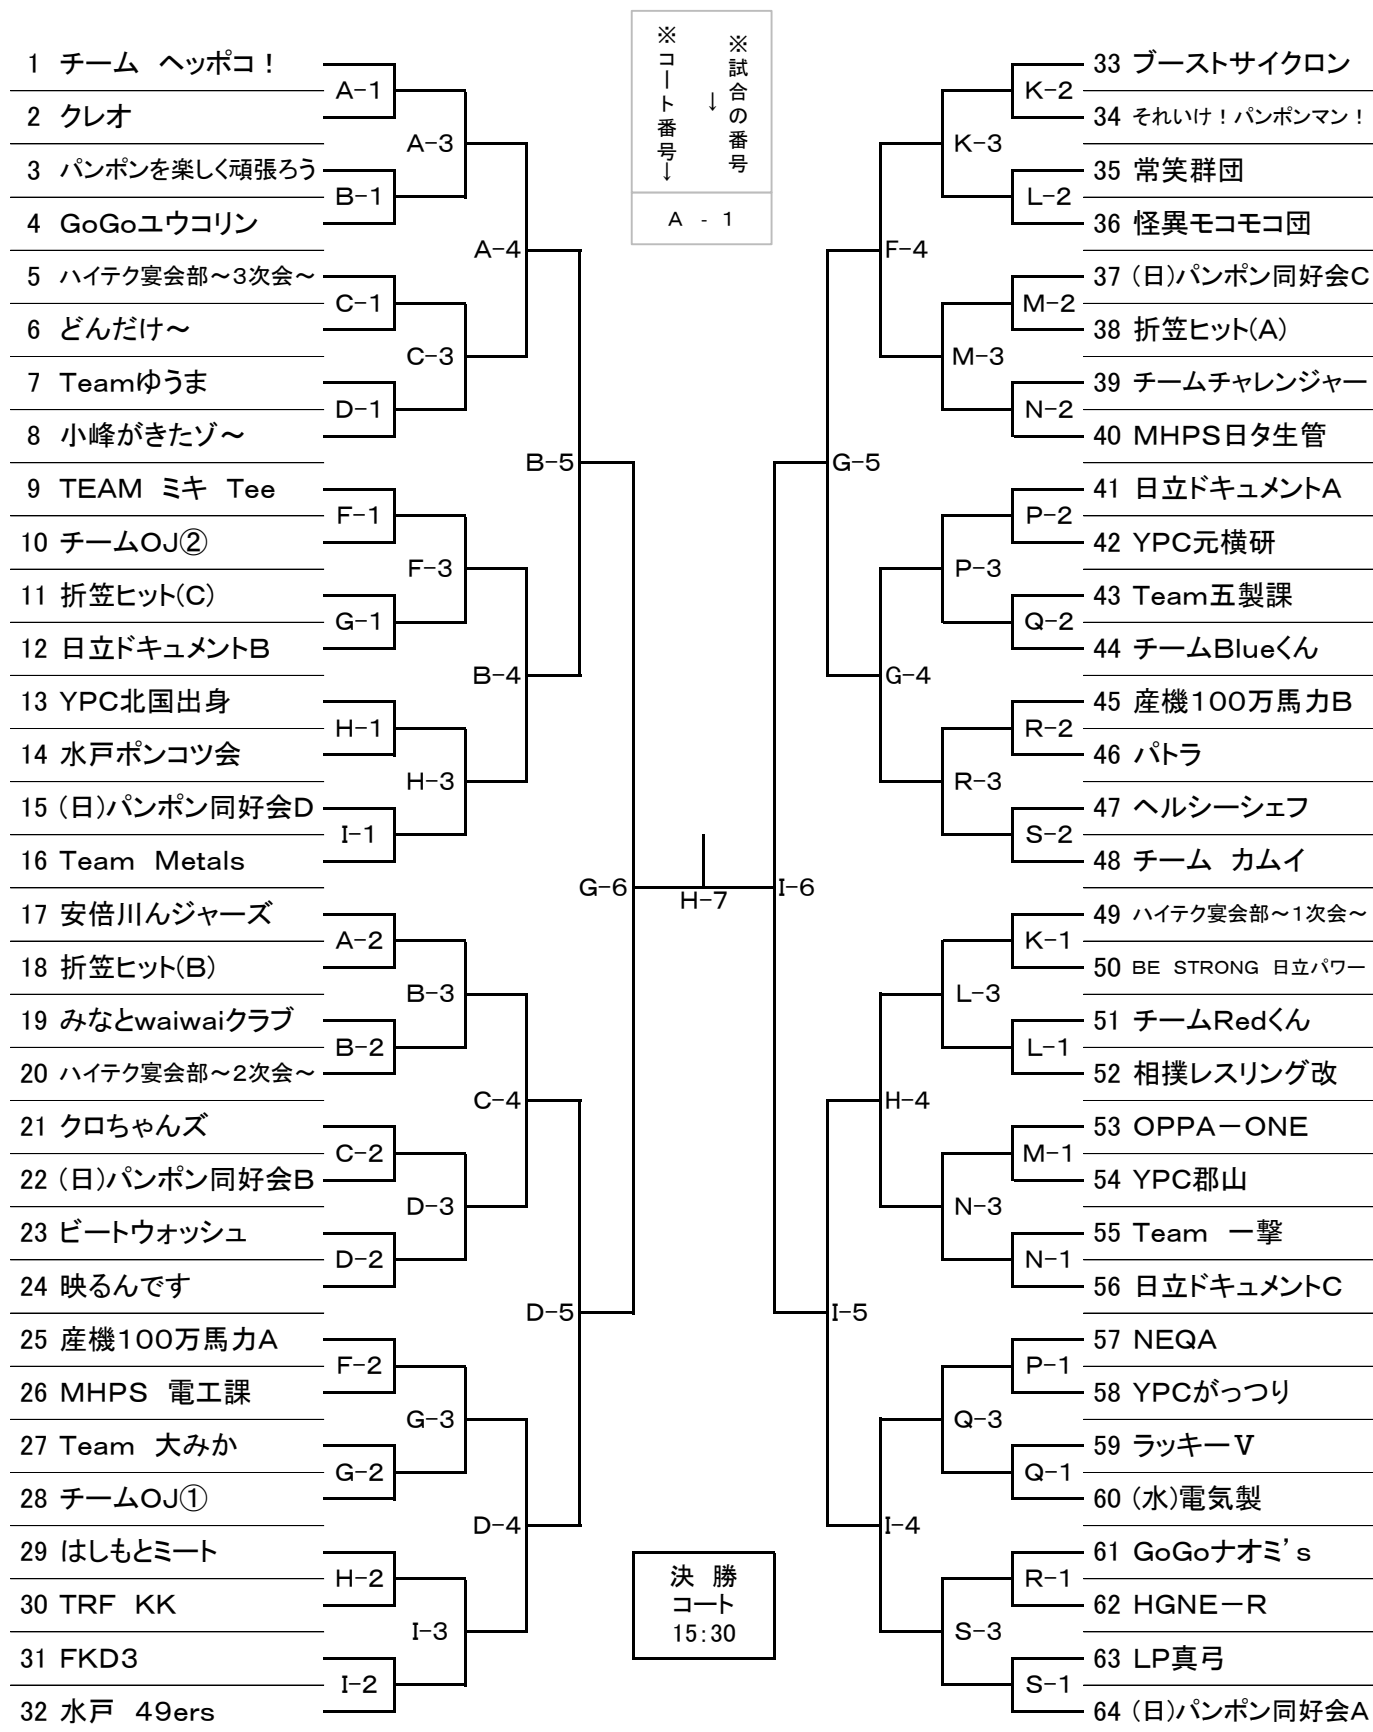 ※コート番号→
※試合の番号
↓
A - 1
1 チーム ヘッポコ！
2 クレオ
3 パンポンを楽しく頑張ろう
4 GoGoユウコリン
5 ハイテク宴会部～3次会～
6 どんだけ～
7 Teamゆうま
8 小峰がきたゾ～
9 TEAM ミキ Tee
10 チームOJ②
11 折笠ヒット(C)
12 日立ドキュメントB
13 YPC北国出身
14 水戸ポンコツ会
15 (日)パンポン同好会D
16 Team Metals
17 安倍川んジャーズ
18 折笠ヒット(B)
19 みなとwaiwaiクラブ
20 ハイテク宴会部～2次会～
21 クロちゃんズ
22 (日)パンポン同好会B
23 ビートウォッシュ
24 映るんです
25 産機100万馬力A
26 MHPS 電工課
27 Team 大みか
28 チームOJ①
29 はしもとミート
30 TRF KK
31 FKD3
32 水戸 49ers
A-1
B-1
C-1
D-1
F-1
G-1
H-1
I-1
A-2
B-2
C-2
D-2
F-2
G-2
H-2
I-2
A-3
C-3
F-3
H-3
B-3
D-3
G-3
I-3
A-4
B-4
C-4
D-4
B-5
D-5
G-6
H-7
I-6
G-5
I-5
F-4
G-4
H-4
I-4
K-3
M-3
P-3
R-3
L-3
N-3
Q-3
S-3
K-2
L-2
M-2
N-2
P-2
Q-2
R-2
S-2
K-1
L-1
M-1
N-1
P-1
Q-1
R-1
S-1
33 ブーストサイクロン
34 それいけ！パンポンマン！
35 常笑群団
36 怪異モコモコ団
37 (日)パンポン同好会C
38 折笠ヒット(A)
39 チームチャレンジャー
40 MHPS日タ生管
41 日立ドキュメントA
42 YPC元横研
43 Team五製課
44 チームBlueくん
45 産機100万馬力B
46 パトラ
47 ヘルシーシェフ
48 チーム カムイ
49 ハイテク宴会部～1次会～
50 BE STRONG 日立パワー
51 チームRedくん
52 相撲レスリング改
53 OPPA－ONE
54 YPC郡山
55 Team 一撃
56 日立ドキュメントC
57 NEQA
58 YPCがっつり
59 ラッキーV
60 (水)電気製
61 GoGoナオミ’s
62 HGNE－R
63 LP真弓
64 (日)パンポン同好会A
決 勝
コート
15:30